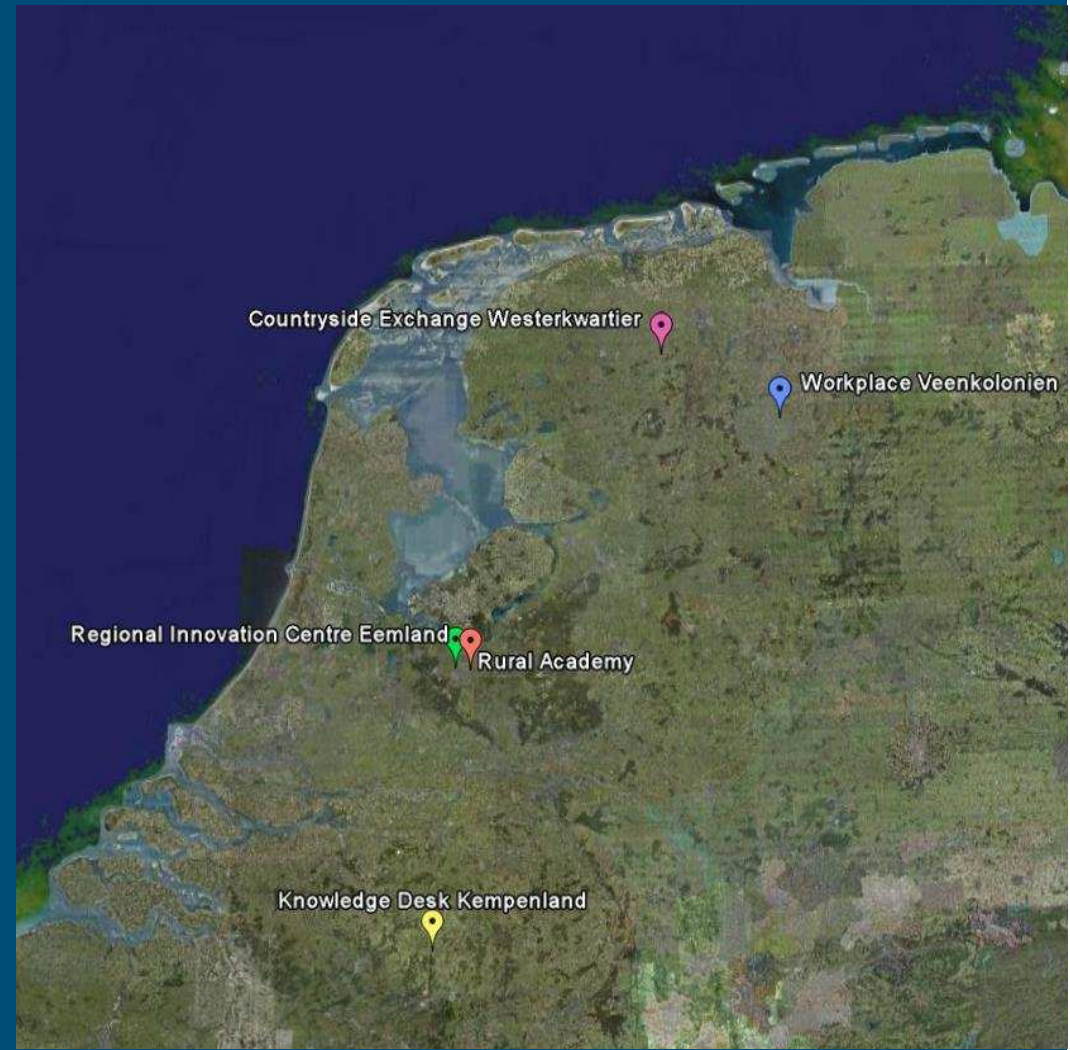 Countryside Exchange Westerkwartier
Workplace Veenkolonien
Regional Innovation Centre Eemland
Rural Academy
Knowledge Desk Kempenland